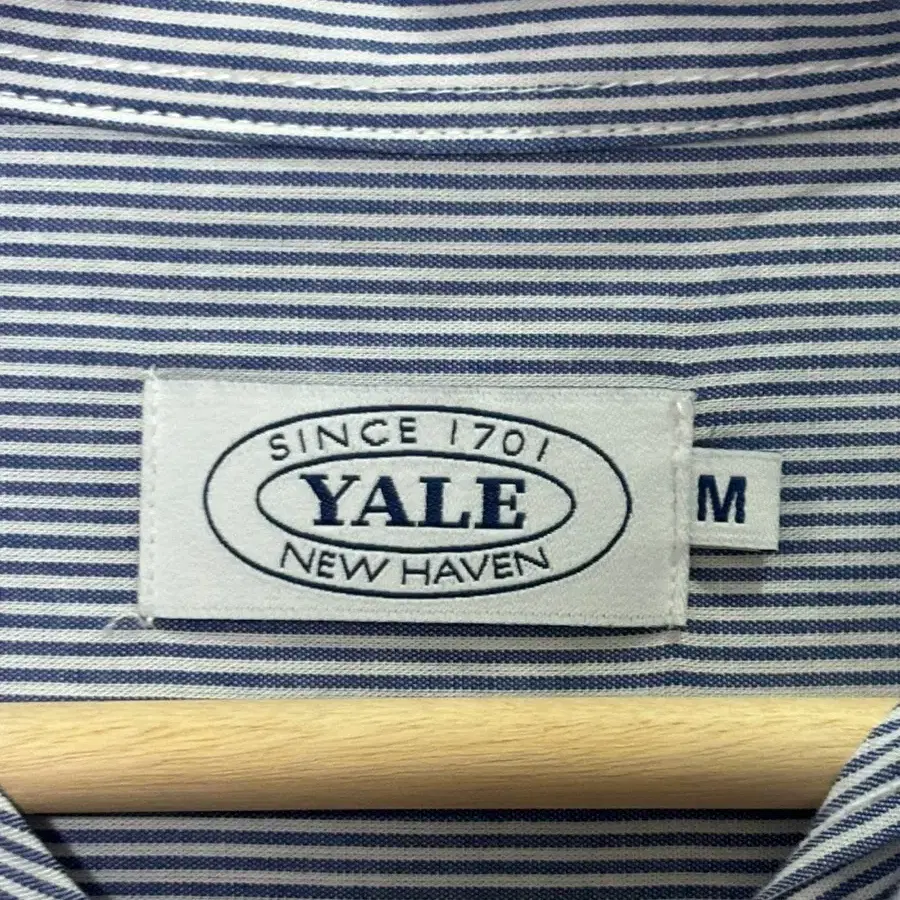 SINCE 1701
YALE
NEW HAVEN
M